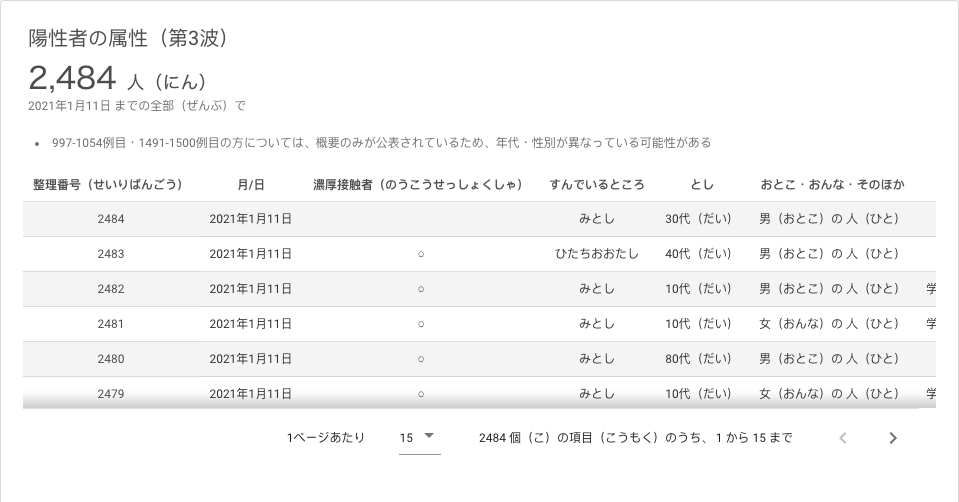 陽性者の属性（第3波）
2,484 人（にん）
2021年1月11日 までの全部（ぜんぶ）で
• 997-1054例目・1491-1500例目の方については、概要のみが公表されているため、年代・性別が異なっている可能性がある
整理番号（せいりばんごう） 月/日 濃厚接触者（のうこうせっしょくしゃ） すんでいるところ とし おとこ・おんな・そのほか
2484 2021年1月11日 みとし 30代（だい） 男（おとこ）の 人（ひと）
2483 2021年1月11日 ○ ひたちおおたし 40代（だい） 男（おとこ）の 人（ひと）
2482 2021年1月11日 ○ みとし 10代（だい） 男（おとこ）の 人（ひと） 学
2481 2021年1月11日 ○ みとし 10代（だい） 女（おんな）の 人（ひと） 学
2480 2021年1月11日 ○ みとし 80代（だい） 男（おとこ）の 人（ひと）
2479 2021年1月11日 ○ みとし 10代（だい） 女（おんな）の 人（ひと） 学
1ページあたり 15 2484 個（こ）の項目（こうもく）のうち、1 から 15 まで